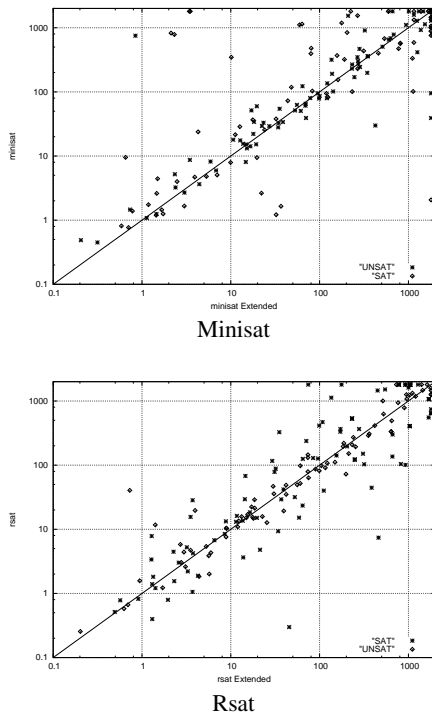 1000
100
10
1
0.1
minisat
0.1 1 10 100 1000
minisat Extended
"UNSAT"
"SAT"
Minisat
1000
100
10
1
0.1
rsat
0.1 1 10 100 1000
rsat Extended
"SAT"
"UNSAT"
Rsat